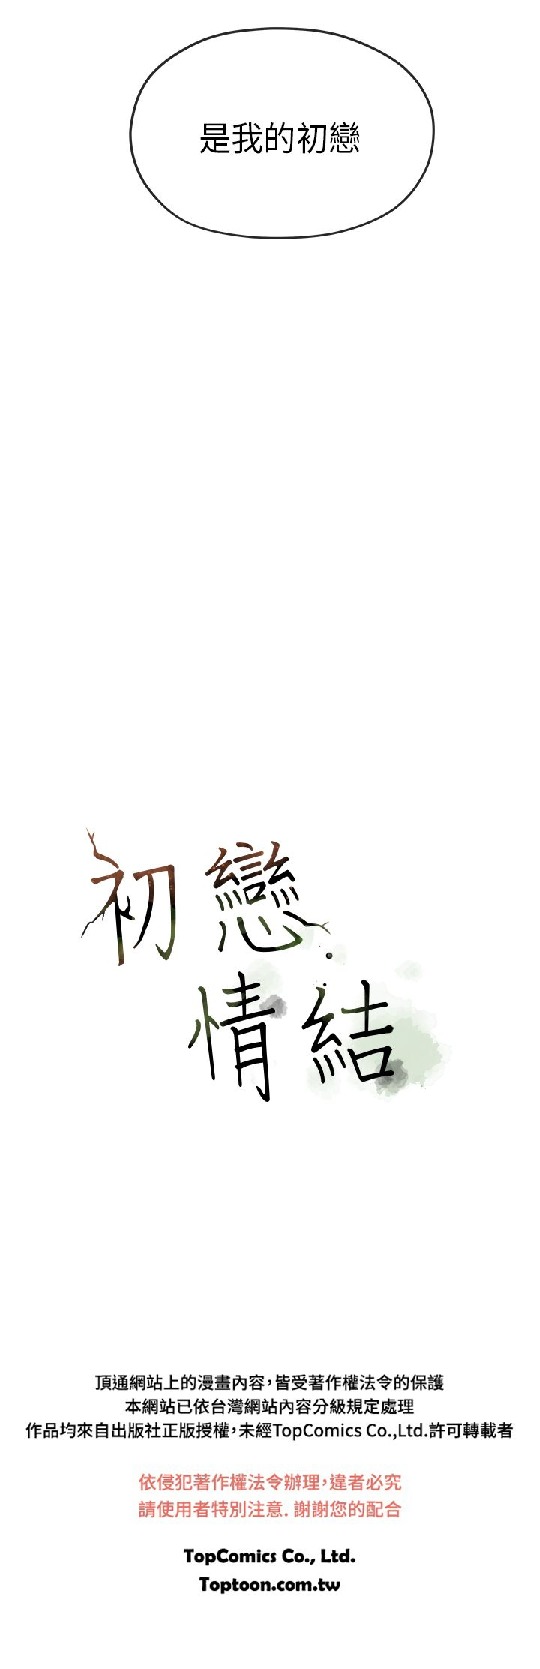 是我的初戀
初戀
情結
頂通網站上的漫畫內容,皆受著作權法令的保護
本網站已依台灣網站內容分級規定處理
作品均來自出版社正版授權,未經TopComics Co.,Ltd.許可轉載者
依侵犯著作權法令辦理,違者必究
請使用者特別注意. 謝謝您的配合
TopComics Co., Ltd.
Toptoon.com.tw